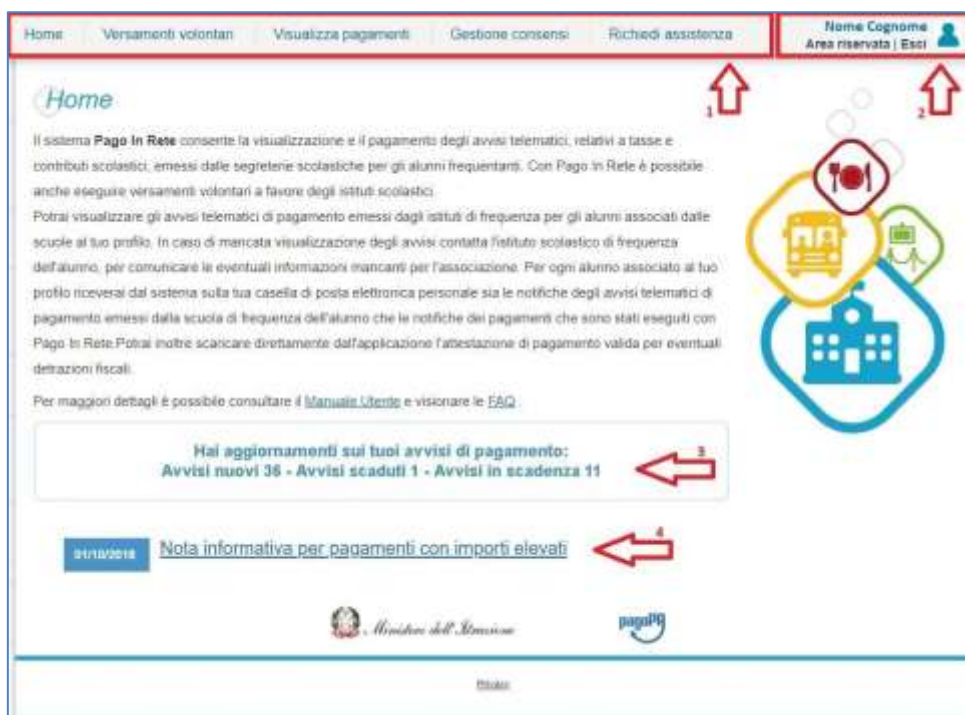 Home Versamenti volontari Visualizza pagamenti Gestione consensi Richiedi assistenza
Nome Cognome
Area riservata | Esci
1
2
Home
Il sistema Pago In Rete consente la visualizzazione e il pagamento degli avvisi telematici, relativi a tasse e
contributi scolastici, emessi dalle segreterie scolastiche per gli alunni frequentanti. Con Pago In Rete è possibile
anche eseguire versamenti volontari a favore degli istituti scolastici.
Potrai visualizzare gli avvisi telematici di pagamento emessi dagli istituti di frequenza per gli alunni associati dalle
scuole al tuo profilo. In caso di mancata visualizzazione degli avvisi contatta l'istituto scolastico di frequenza
dell'alunno, per comunicare le eventuali informazioni mancanti per l'associazione. Per ogni alunno associato al tuo
profilo riceverai dal sistema sulla tua casella di posta elettronica personale sia le notifiche degli avvisi telematici di
pagamento emessi dalla scuola di frequenza dell'alunno che le notifiche dei pagamenti che sono stati eseguiti con
Pago In Rete.Potrai inoltre scaricare direttamente dall'applicazione l'attestazione di pagamento valida per eventuali
detrazioni fiscali.
Per maggiori dettagli è possibile consultare il Manuale Utente e visionare le FAQ .
Hai aggiornamenti sui tuoi avvisi di pagamento:
Avvisi nuovi 36 - Avvisi scaduti 1 - Avvisi in scadenza 11
3
01/10/2018 Nota informativa per pagamenti con importi elevati
4
Ministero dell'Istruzione
pagoPA
Privacy